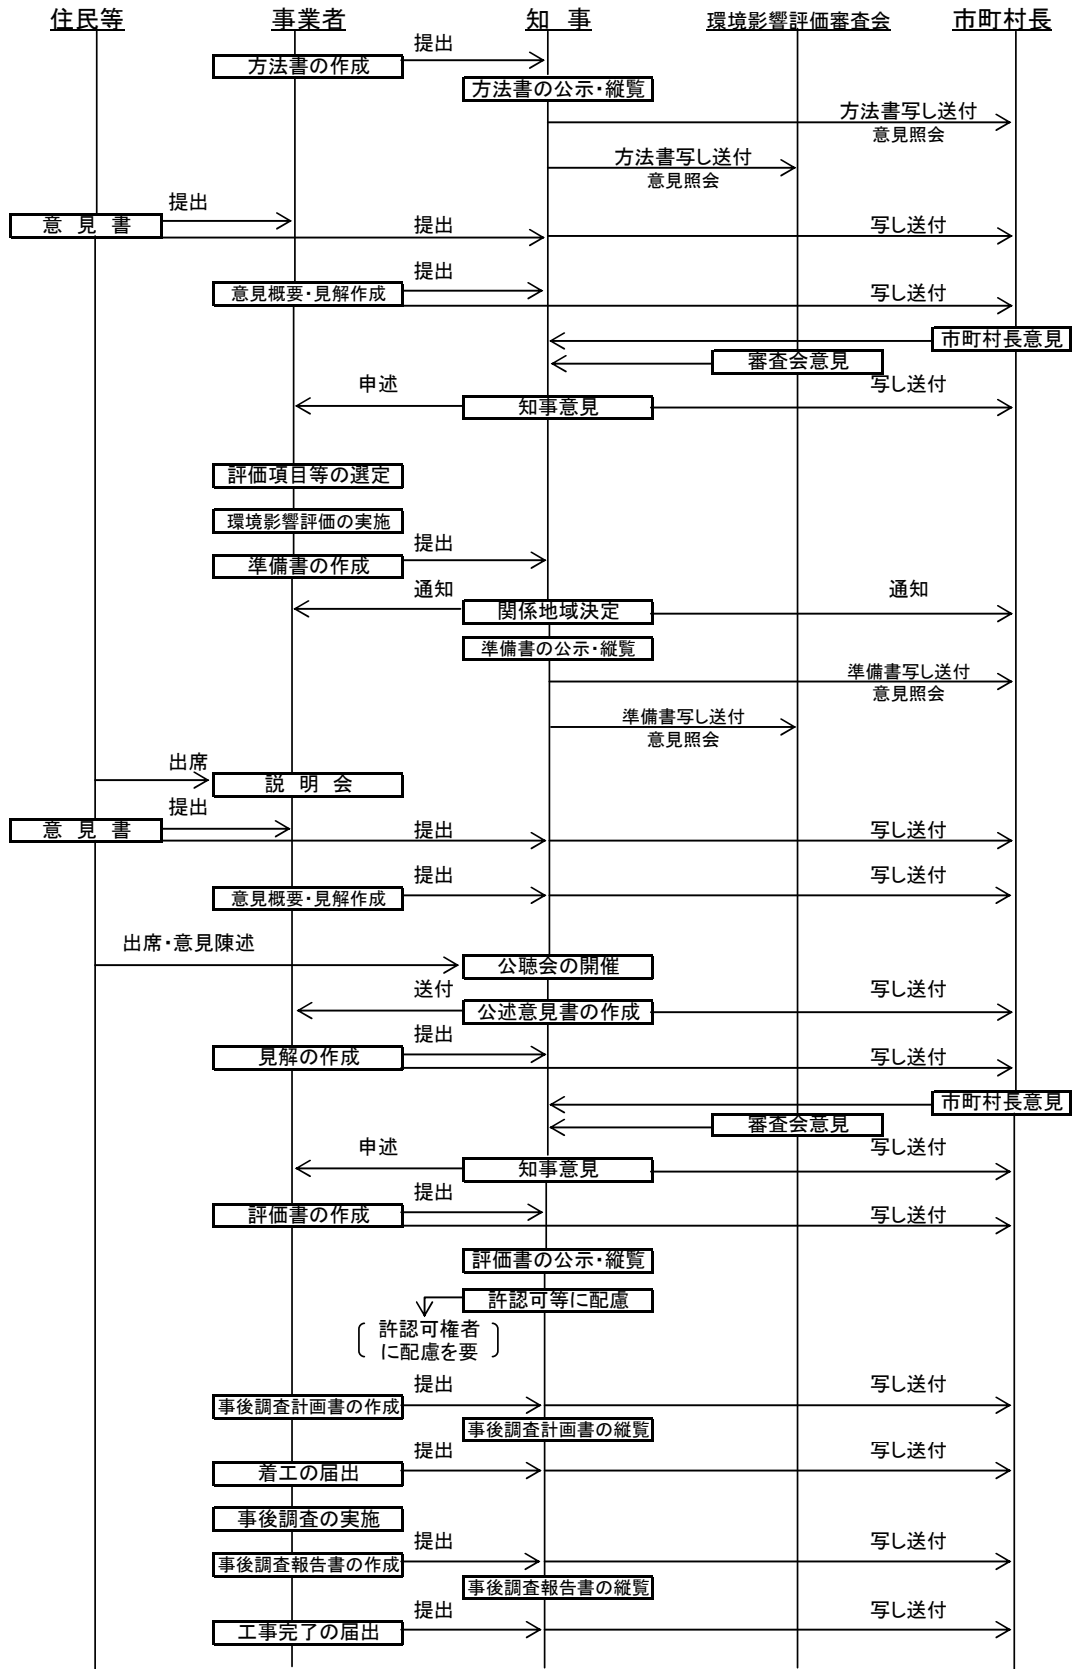 住民等
事業者
知 事
環境影響評価審査会
市町村長
提出
方法書の作成
方法書の公示・縦覧
方法書写し送付
意見照会
方法書写し送付
意見照会
提出
意 見 書
提出
写し送付
提出
意見概要・見解作成
写し送付
市町村長意見
審査会意見
申述
知事意見
写し送付
評価項目等の選定
環境影響評価の実施
提出
準備書の作成
通知
関係地域決定
通知
準備書の公示・縦覧
準備書写し送付
意見照会
準備書写し送付
意見照会
出席
説 明 会
提出
意 見 書
提出
写し送付
提出
写し送付
意見概要・見解作成
出席・意見陳述
公聴会の開催
送付
公述意見書の作成
写し送付
提出
見解の作成
写し送付
市町村長意見
審査会意見
申述
知事意見
写し送付
提出
評価書の作成
写し送付
評価書の公示・縦覧
許認可等に配慮
許認可権者
に配慮を要
提出
写し送付
事後調査計画書の作成
事後調査計画書の縦覧
提出
写し送付
着工の届出
事後調査の実施
提出
写し送付
事後調査報告書の作成
事後調査報告書の縦覧
提出
写し送付
工事完了の届出